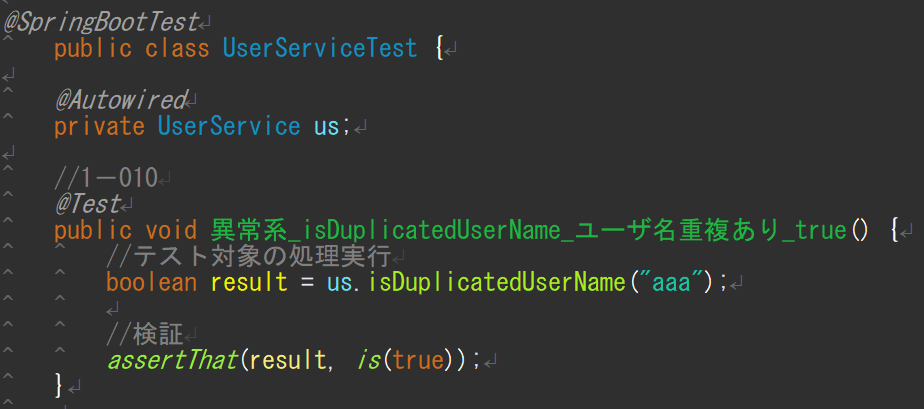 @SpringBootTest
public class UserServiceTest {
@Autowired
private UserService us;
//1－010
@Test
public void 異常系_isDuplicatedUserName_ユーザ名重複あり_true() {
//テスト対象の処理実行
boolean result = us.isDuplicatedUserName("aaa");
//検証
assertThat(result, is(true));
}